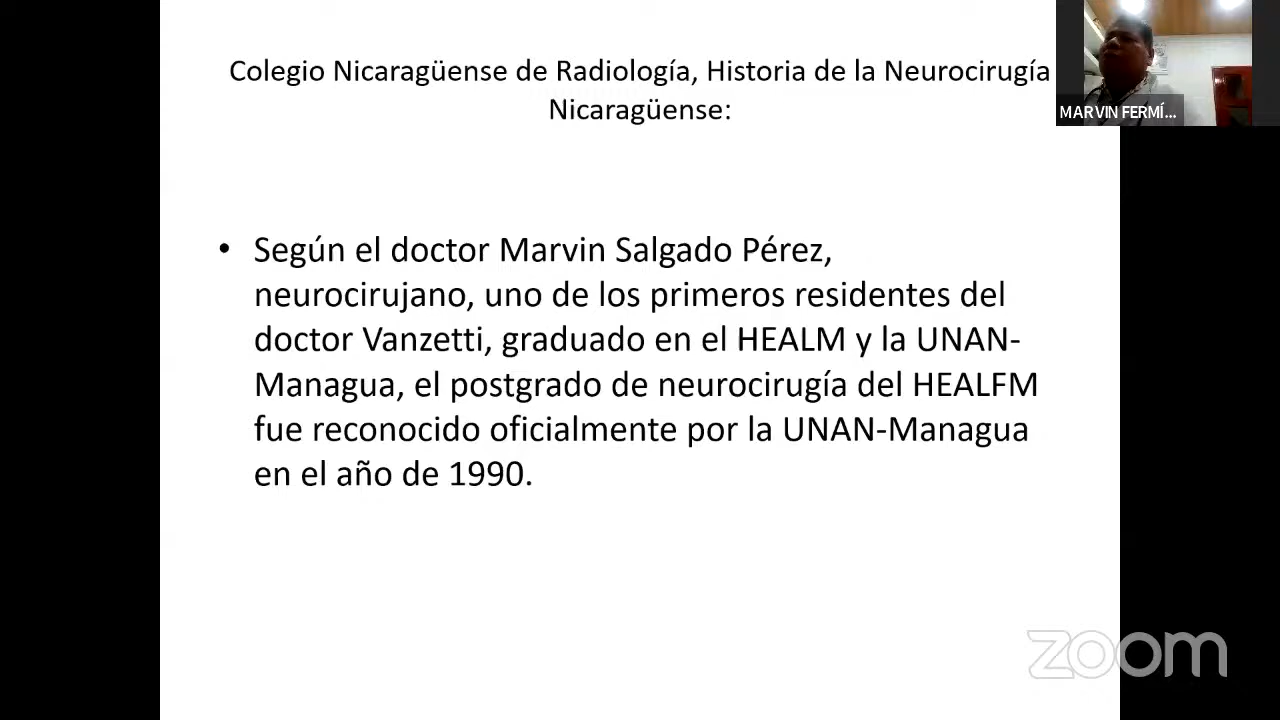 Colegio Nicaragüense de Radiología, Historia de la Neurocirugía
Nicaragüense:
MARVIN FERMÍ...
• Según el doctor Marvin Salgado Pérez,
neurocirujano, uno de los primeros residentes del
doctor Vanzetti, graduado en el HEALM y la UNAN-
Managua, el postgrado de neurocirugía del HEALFM
fue reconocido oficialmente por la UNAN-Managua
en el año de 1990.
zoom